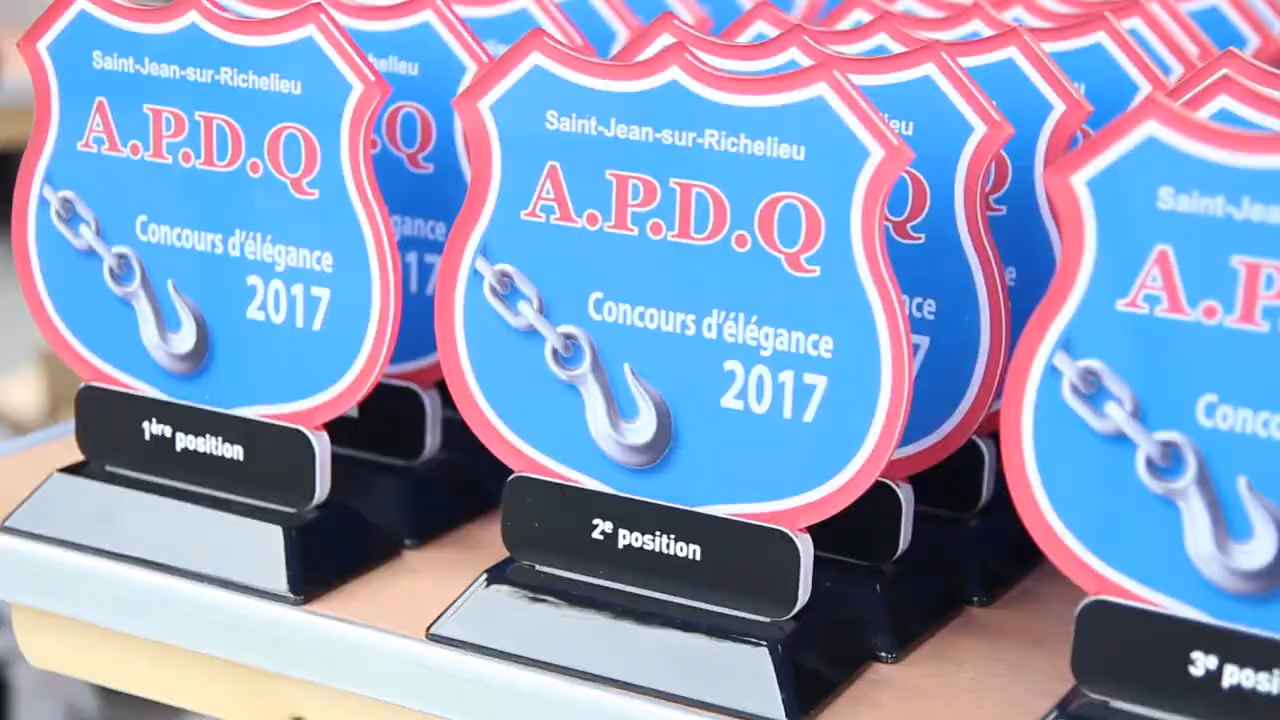 Saint-Jean-sur-Richelieu
A.P.D.Q
Concours d'élégance
2017
1ère position
Saint-Jean-sur-Richelieu
A.P.D.Q
Concours d'élégance
2017
2e position
A.P
3e